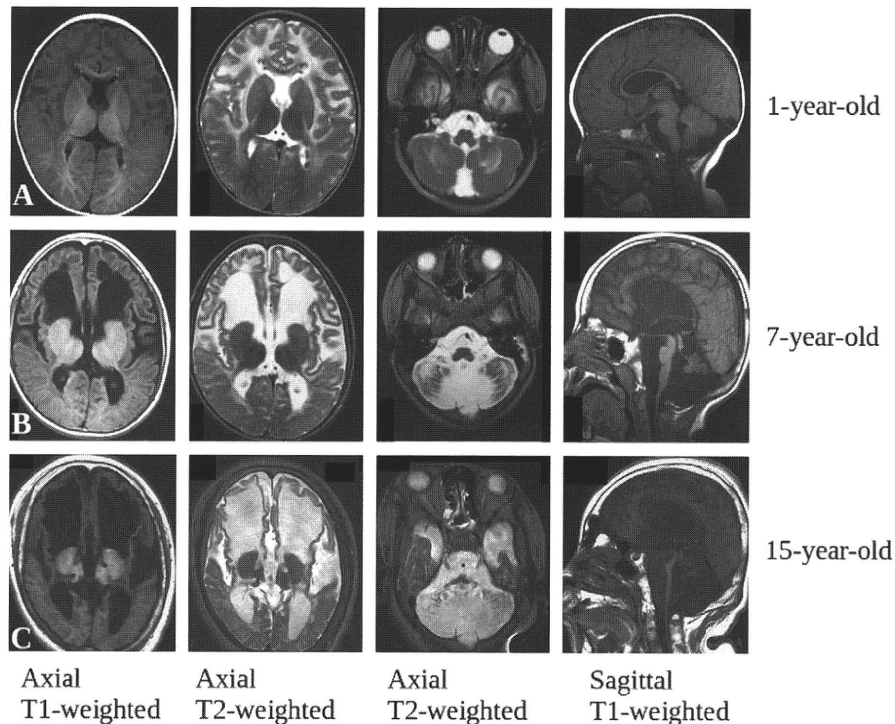 A
1-year-old
B
7-year-old
C
15-year-old
Axial
T1-weighted
Axial
T2-weighted
Axial
T2-weighted
Sagittal
T1-weighted